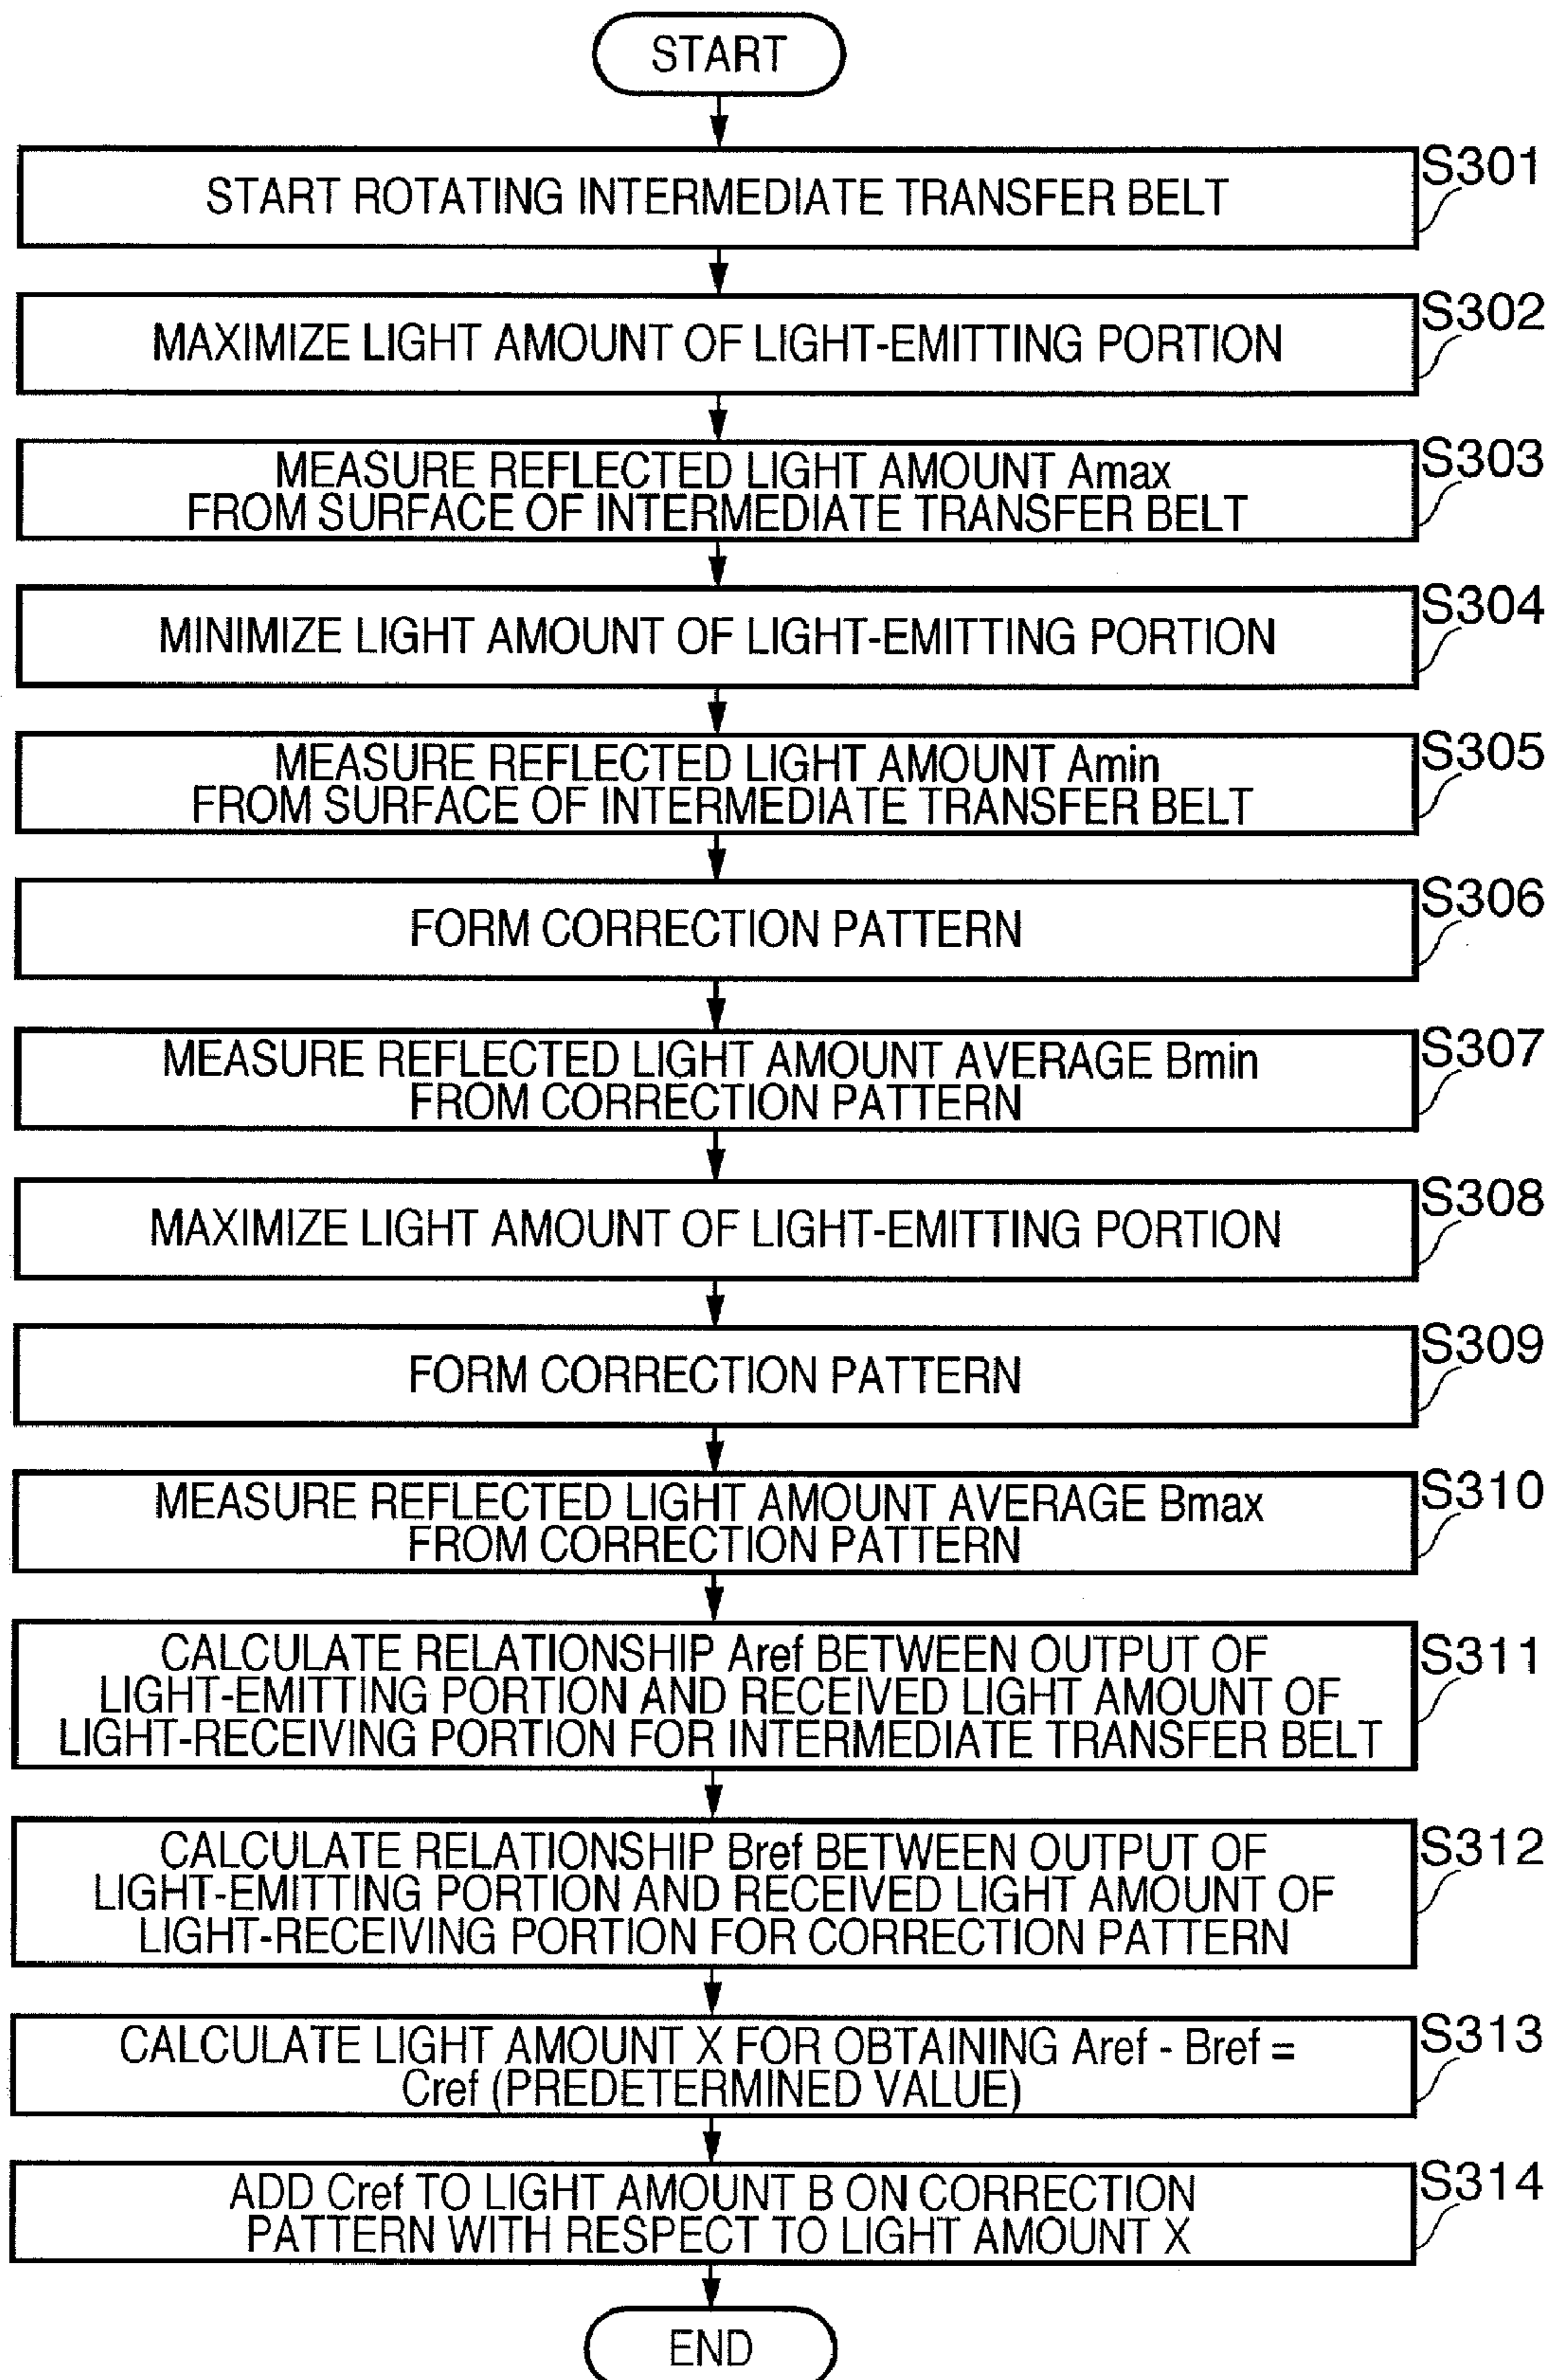 START
S301
START ROTATING INTERMEDIATE TRANSFER BELT
S302
MAXIMIZE LIGHT AMOUNT OF LIGHT-EMITTING PORTION
S303
MEASURE REFLECTED LIGHT AMOUNT Amax
FROM SURFACE OF INTERMEDIATE TRANSFER BELT
S304
MINIMIZE LIGHT AMOUNT OF LIGHT-EMITTING PORTION
S305
MEASURE REFLECTED LIGHT AMOUNT Amin
FROM SURFACE OF INTERMEDIATE TRANSFER BELT
S306
FORM CORRECTION PATTERN
S307
MEASURE REFLECTED LIGHT AMOUNT AVERAGE Bmin
FROM CORRECTION PATTERN
S308
MAXIMIZE LIGHT AMOUNT OF LIGHT-EMITTING PORTION
S309
FORM CORRECTION PATTERN
S310
MEASURE REFLECTED LIGHT AMOUNT AVERAGE Bmax
FROM CORRECTION PATTERN
S311
CALCULATE RELATIONSHIP Aref BETWEEN OUTPUT OF
LIGHT-EMITTING PORTION AND RECEIVED LIGHT AMOUNT OF
LIGHT-RECEIVING PORTION FOR INTERMEDIATE TRANSFER BELT
S312
CALCULATE RELATIONSHIP Bref BETWEEN OUTPUT OF
LIGHT-EMITTING PORTION AND RECEIVED LIGHT AMOUNT OF
LIGHT-RECEIVING PORTION FOR CORRECTION PATTERN
S313
CALCULATE LIGHT AMOUNT X FOR OBTAINING Aref - Bref =
Cref (PREDETERMINED VALUE)
S314
ADD Cref TO LIGHT AMOUNT B ON CORRECTION
PATTERN WITH RESPECT TO LIGHT AMOUNT X
END